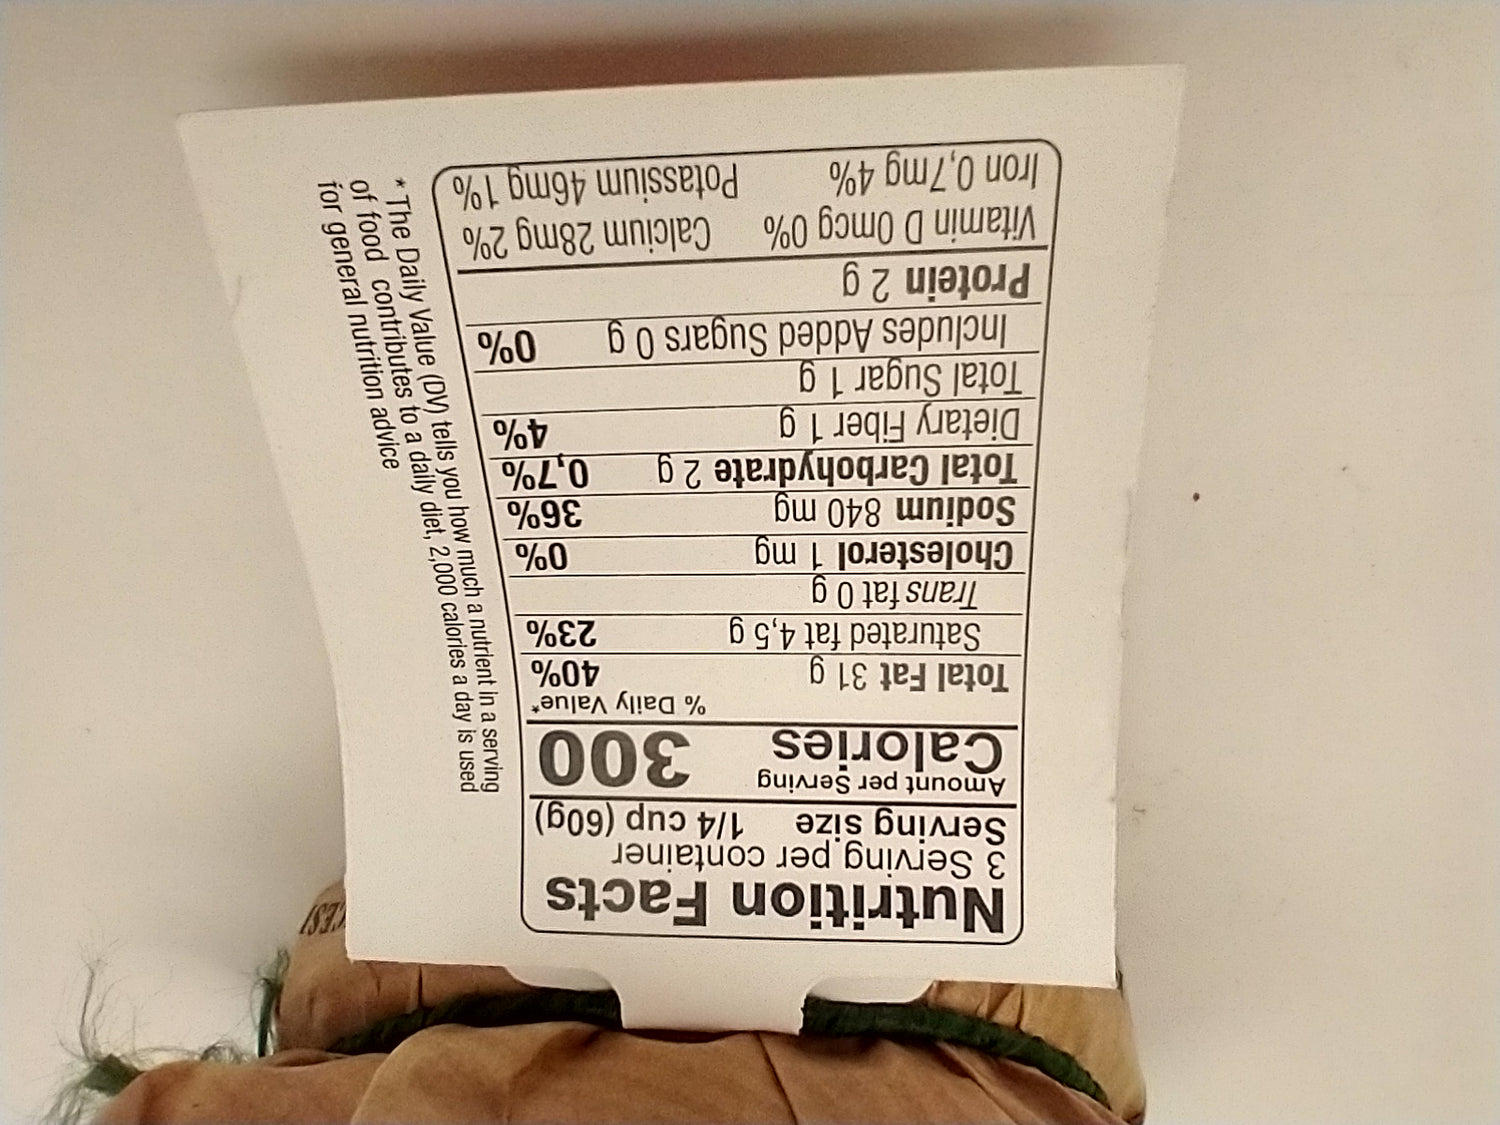 Nutrition Facts
3 Serving per container
Serving size 1/4 cup (60g)
Amount per Serving
Calories 300
% Daily Value*
Total Fat 31 g 40%
Saturated fat 4,5 g 23%
Trans fat 0 g
Cholesterol 1 mg 0%
Sodium 840 mg 36%
Total Carbohydrate 2 g 0,7%
Dietary Fiber 1 g 4%
Total Sugar 1 g
Includes Added Sugars 0 g 0%
Protein 2 g
Vitamin D 0mcg 0% Calcium 28mg 2%
Iron 0,7mg 4% Potassium 46mg 1%
* The Daily Value (DV) tells you how much a nutrient in a serving
of food contributes to a daily diet, 2,000 calories a day is used
for general nutrition advice